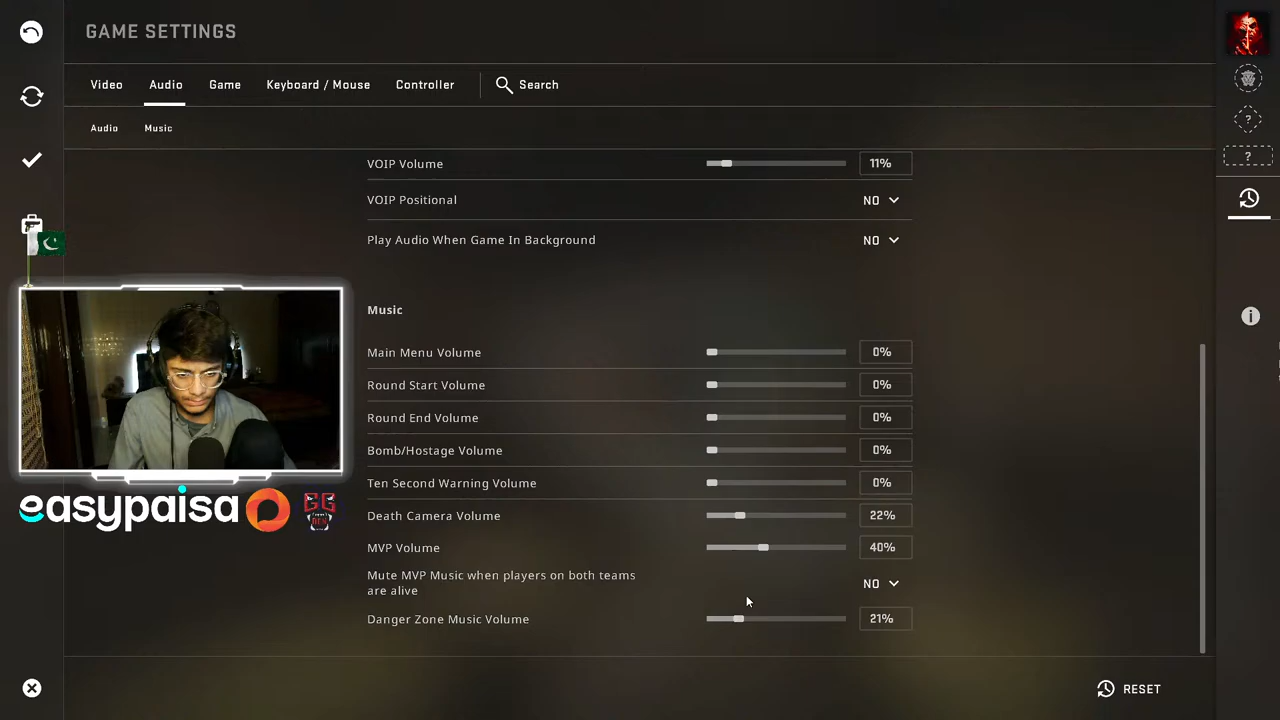 GAME SETTINGS
Video Audio Game Keyboard / Mouse Controller Search
Audio Music
VOIP Volume 11%
VOIP Positional NO
Play Audio When Game In Background NO
Music
Main Menu Volume 0%
Round Start Volume 0%
Round End Volume 0%
Bomb/Hostage Volume 0%
Ten Second Warning Volume 0%
easypaisa GG
Death Camera Volume 22%
MVP Volume 40%
Mute MVP Music when players on both teams
are alive NO
Danger Zone Music Volume 21%
RESET